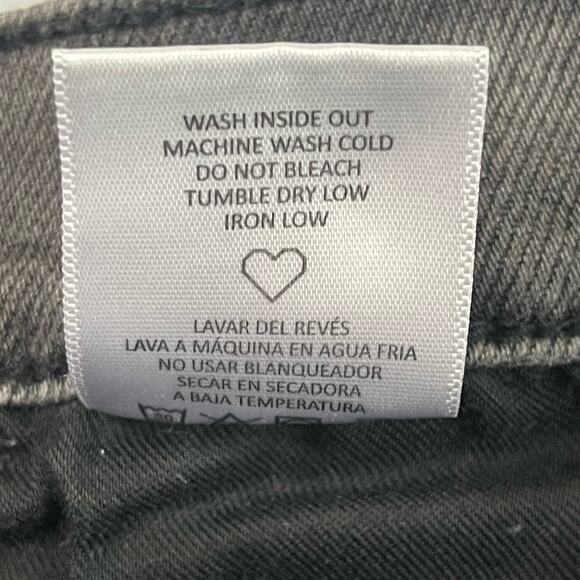 WASH INSIDE OUT
MACHINE WASH COLD
DO NOT BLEACH
TUMBLE DRY LOW
IRON LOW
LAVAR DEL REVÉS
LAVA A MÁQUINA EN AGUA FRIA
NO USAR BLANQUEADOR
SECAR EN SECADORA
A BAJA TEMPERATURA
30